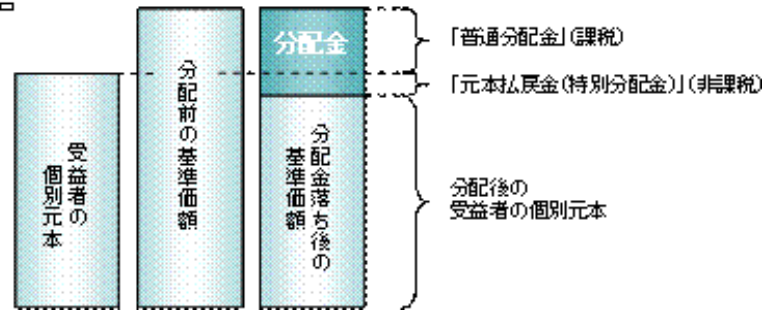 受益者の
個別元本
分配前の基準価額
分配金
分配金落ち後の
基準価額
「普通分配金」(課税)
「元本払戻金(特別分配金)」(非課税)
分配後の
受益者の個別元本